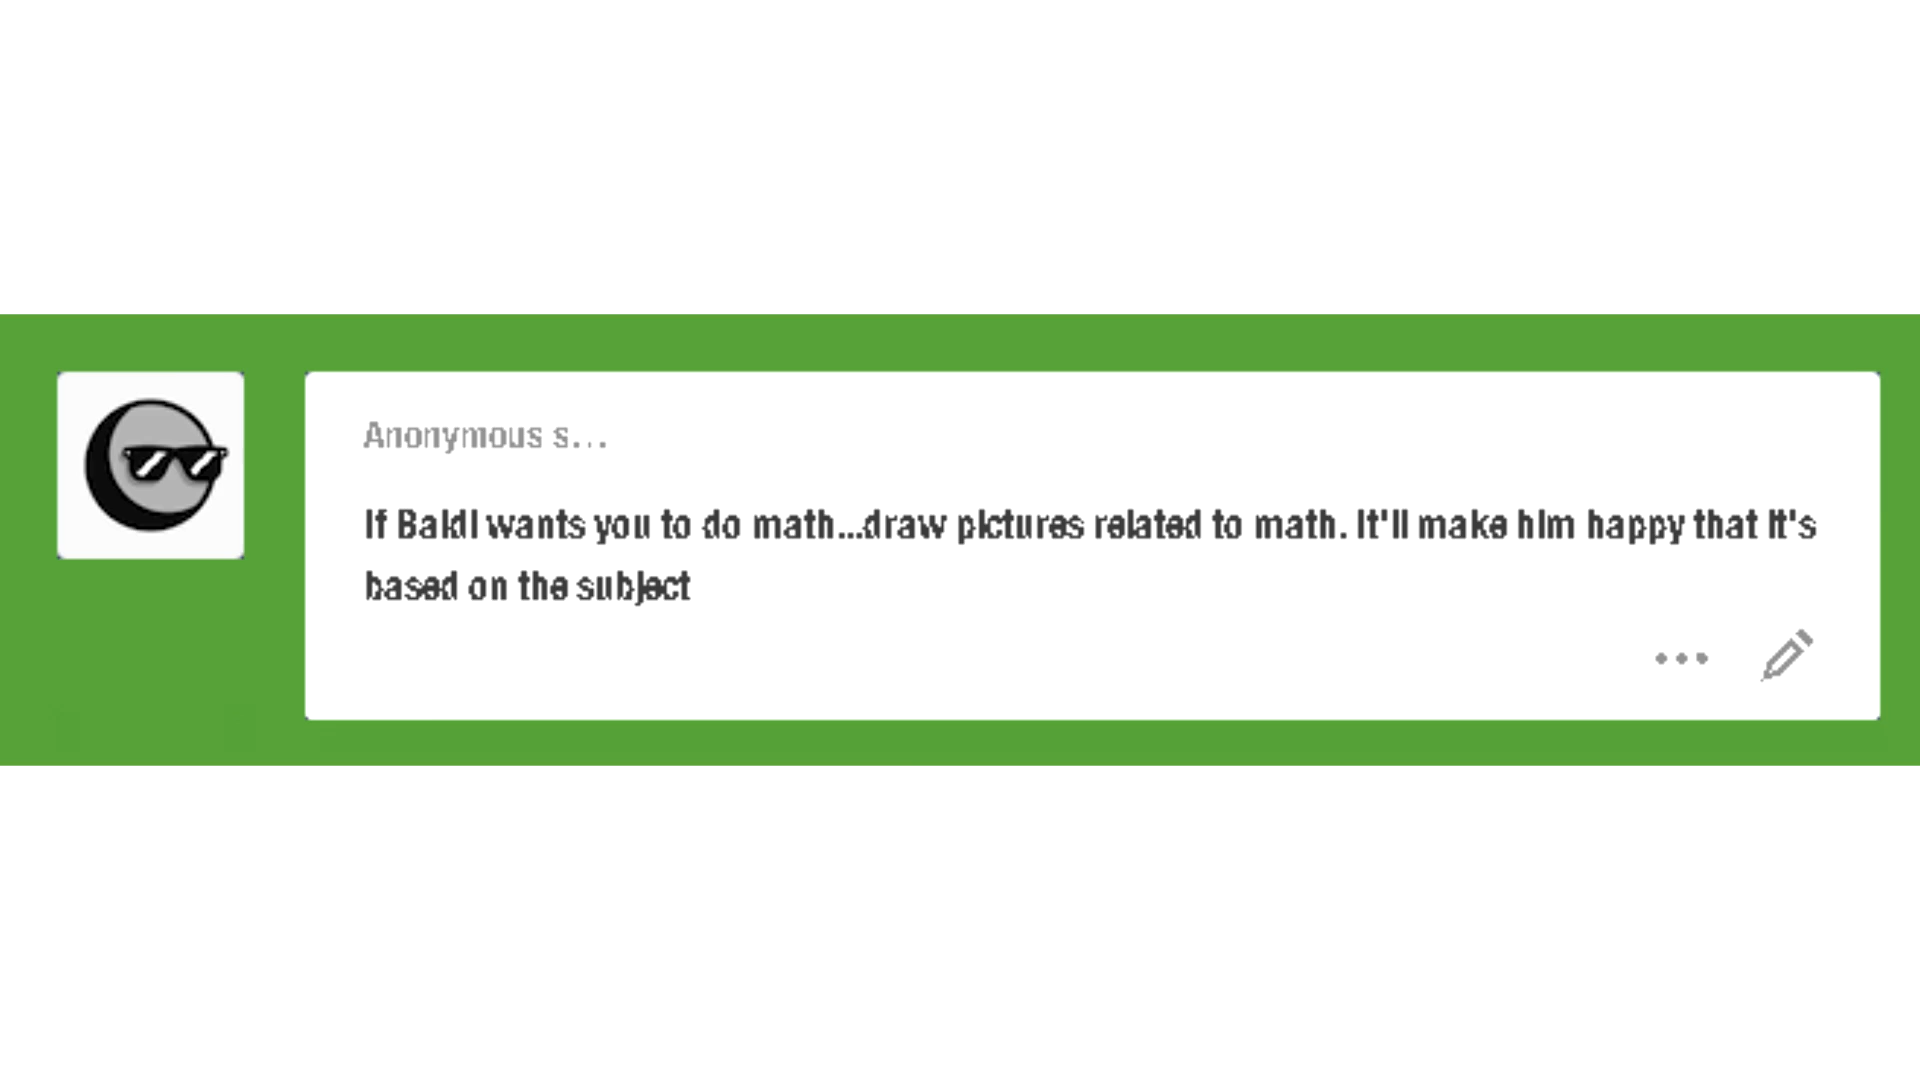 Anonymous s...
If Baldi wants you to do math...draw pictures related to math. It'll make him happy that it's
based on the subject